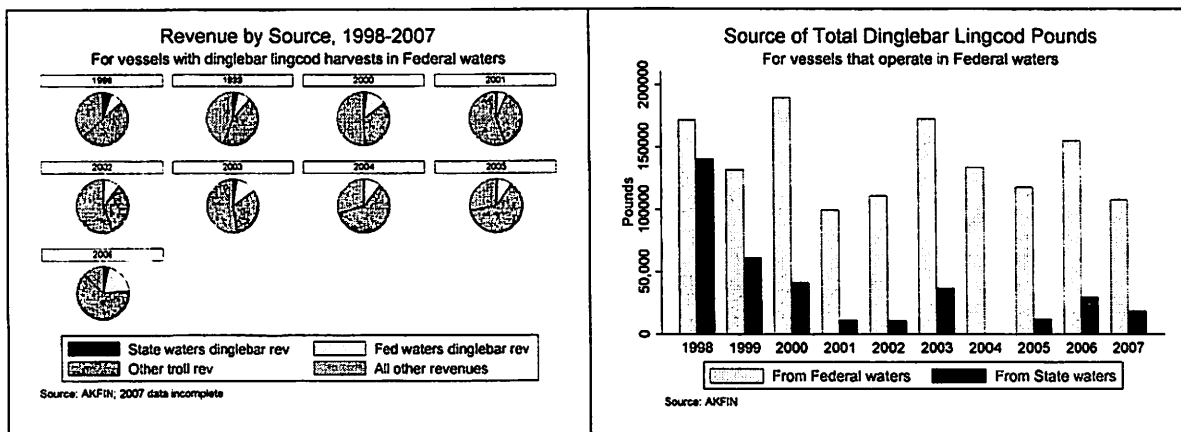 Revenue by Source, 1998-2007
For vessels with dinglebar lingcod harvests in Federal waters
1998
1999
2000
2001
2002
2003
2004
2005
2006
State waters dinglebar rev
Fed waters dinglebar rev
Other troll rev
All other revenues
Source: AKFIN; 2007 data incomplete
Source of Total Dinglebar Lingcod Pounds
For vessels that operate in Federal waters
Pounds
200000
150000
100000
50,000
0
1998 1999 2000 2001 2002 2003 2004 2005 2006 2007
From Federal waters
From State waters
Source: AKFIN